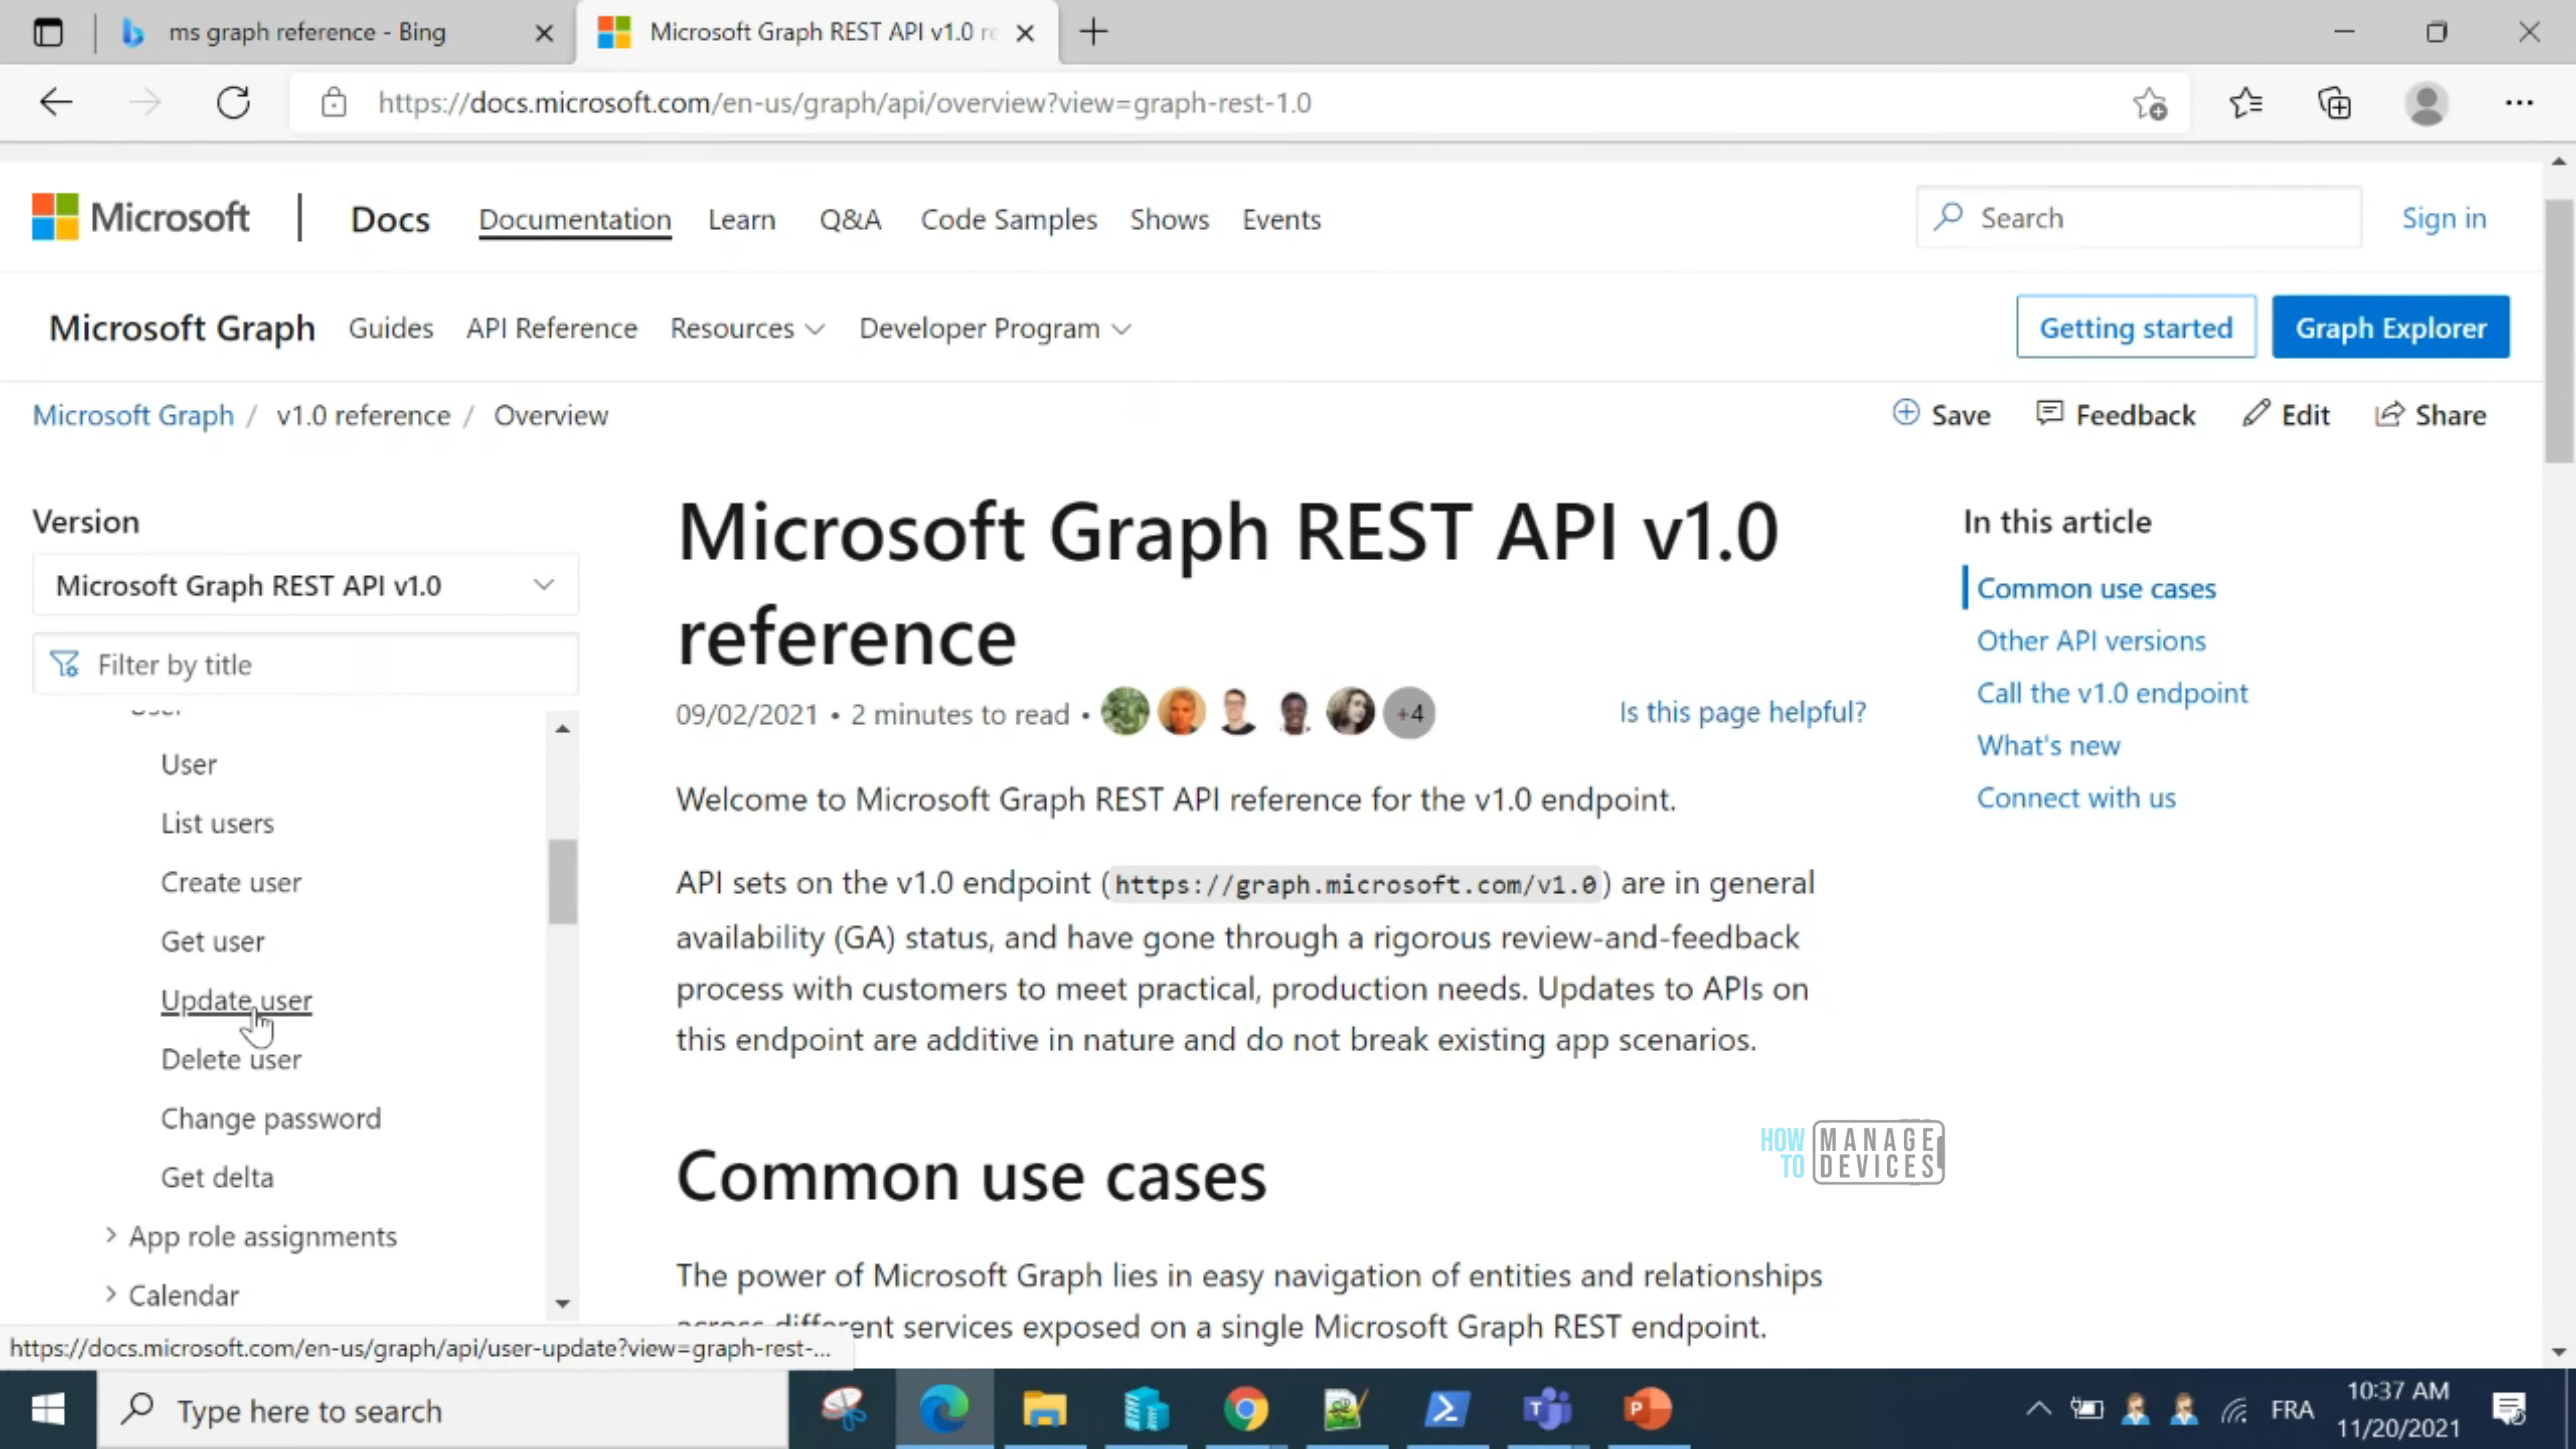 ms graph reference - Bing
Microsoft Graph REST API v1.0 re
https://docs.microsoft.com/en-us/graph/api/overview?view=graph-rest-1.0
Microsoft
Docs Documentation Learn Q&A Code Samples Shows Events
Search
Sign in
Microsoft Graph Guides API Reference Resources Developer Program
Getting started
Graph Explorer
Microsoft Graph / v1.0 reference / Overview
Save Feedback Edit Share
Version
Microsoft Graph REST API v1.0
Filter by title
User
User
List users
Create user
Get user
Update user
Delete user
Change password
Get delta
App role assignments
Calendar
Microsoft Graph REST API v1.0
reference
09/02/2021 • 2 minutes to read •
+4
Is this page helpful?
Welcome to Microsoft Graph REST API reference for the v1.0 endpoint.
API sets on the v1.0 endpoint (https://graph.microsoft.com/v1.0) are in general
availability (GA) status, and have gone through a rigorous review-and-feedback
process with customers to meet practical, production needs. Updates to APIs on
this endpoint are additive in nature and do not break existing app scenarios.
Common use cases
The power of Microsoft Graph lies in easy navigation of entities and relationships
across different services exposed on a single Microsoft Graph REST endpoint.
In this article
Common use cases
Other API versions
Call the v1.0 endpoint
What's new
Connect with us
HOW MANAGE
TO DEVICES
https://docs.microsoft.com/en-us/graph/api/user-update?view=graph-rest-...
Type here to search
FRA
10:37 AM
11/20/2021